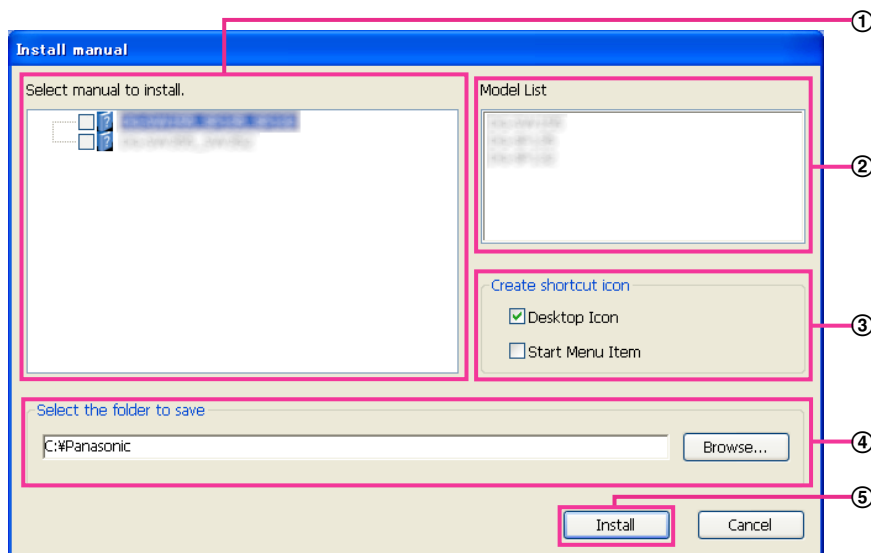 ①
Install manual
Select manual to install.
Model List
②
Create shortcut icon
Desktop Icon
③
Start Menu Item
Select the folder to save
C:¥Panasonic
Browse...
④
⑤
Install
Cancel